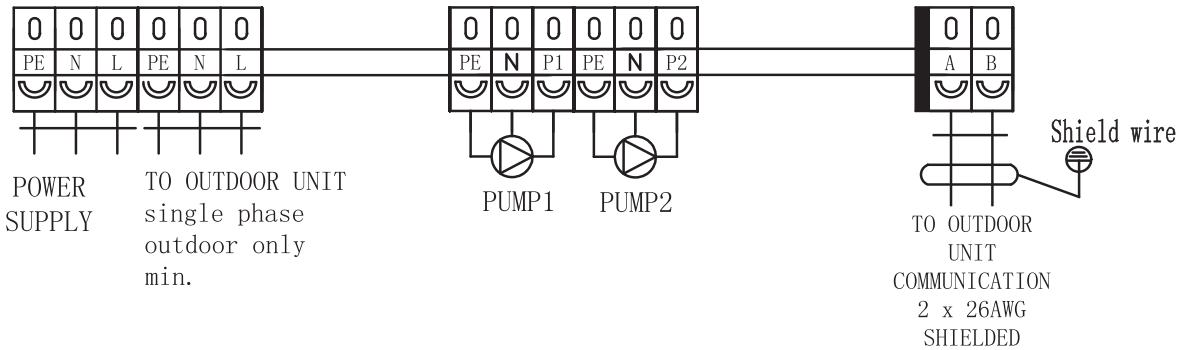 0 0 0 0 0 0
PE N L PE N L
POWER
SUPPLY
TO OUTDOOR UNIT
single phase
outdoor only
min.
0 0 0 0 0 0
PE N P1 PE N P2
PUMP1
PUMP2
0 0
A B
Shield wire
TO OUTDOOR
UNIT
COMMUNICATION
2 x 26AWG
SHIELDED